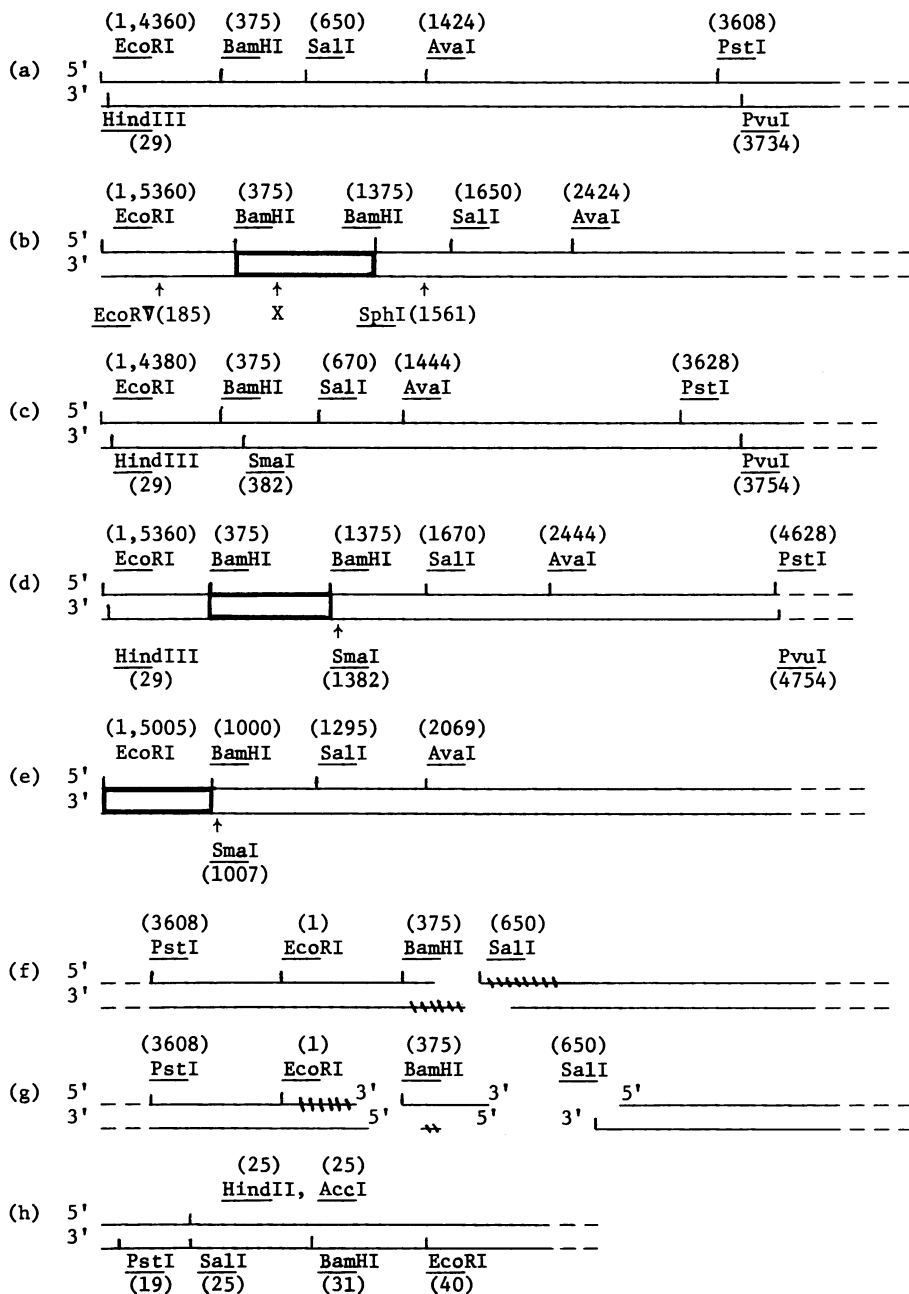 (1,4360) (375) (650) (1424) (3608)
EcoRI BamHI SalI AvaI PstI
(a) 5'
3'
HindIII PvuI
(29) (3734)
(1,5360) (375) (1375) (1650) (2424)
EcoRI BamHI BamHI SalI AvaI
(b) 5'
3'
EcoRV(185) X SphI(1561)
(1,4380) (375) (670) (1444) (3628)
EcoRI BamHI SalI AvaI PstI
(c) 5'
3'
HindIII SmaI PvuI
(29) (382) (3754)
(1,5360) (375) (1375) (1670) (2444) (4628)
EcoRI BamHI BamHI SalI AvaI PstI
(d) 5'
3'
HindIII SmaI PvuI
(29) (1382) (4754)
(1,5005) (1000) (1295) (2069)
EcoRI BamHI SalI AvaI
(e) 5'
3'
SmaI
(1007)
(3608) (1) (375) (650)
PstI EcoRI BamHI SalI
(f) 5'
3'
(3608) (1) (375) (650)
PstI EcoRI BamHI SalI
(g) 5' 3' 3' 5'
3' 5' 5' 3'
(25) (25)
HindII, AccI
(h) 5'
3'
PstI SalI BamHI EcoRI
(19) (25) (31) (40)